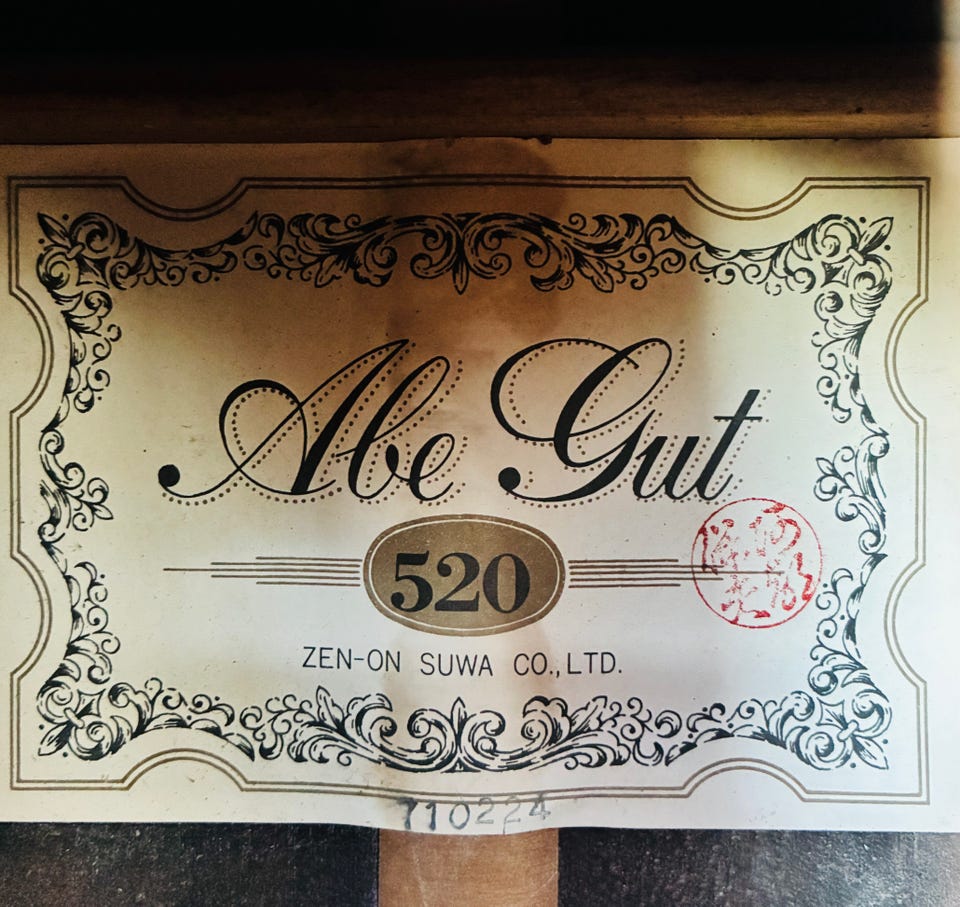 Abe Gut
520
ZEN-ON SUWA CO.,LTD.
710224